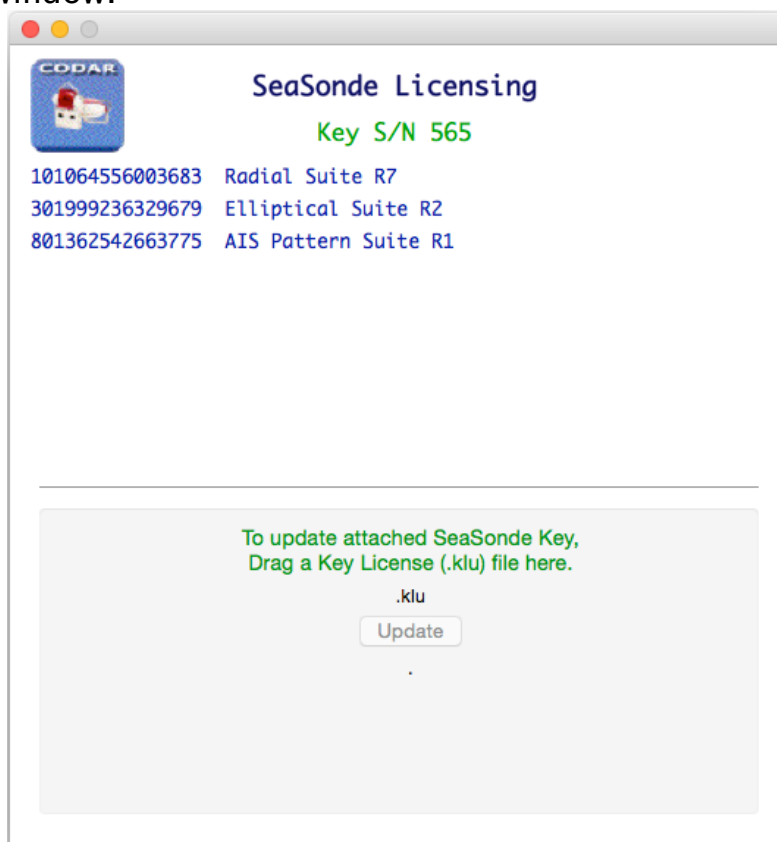 window.
CODAR
SeaSonde Licensing
Key S/N 565
101064556003683 Radial Suite R7
301999236329679 Elliptical Suite R2
801362542663775 AIS Pattern Suite R1
To update attached SeaSonde Key,
Drag a Key License (.klu) file here.
.klu
Update
.